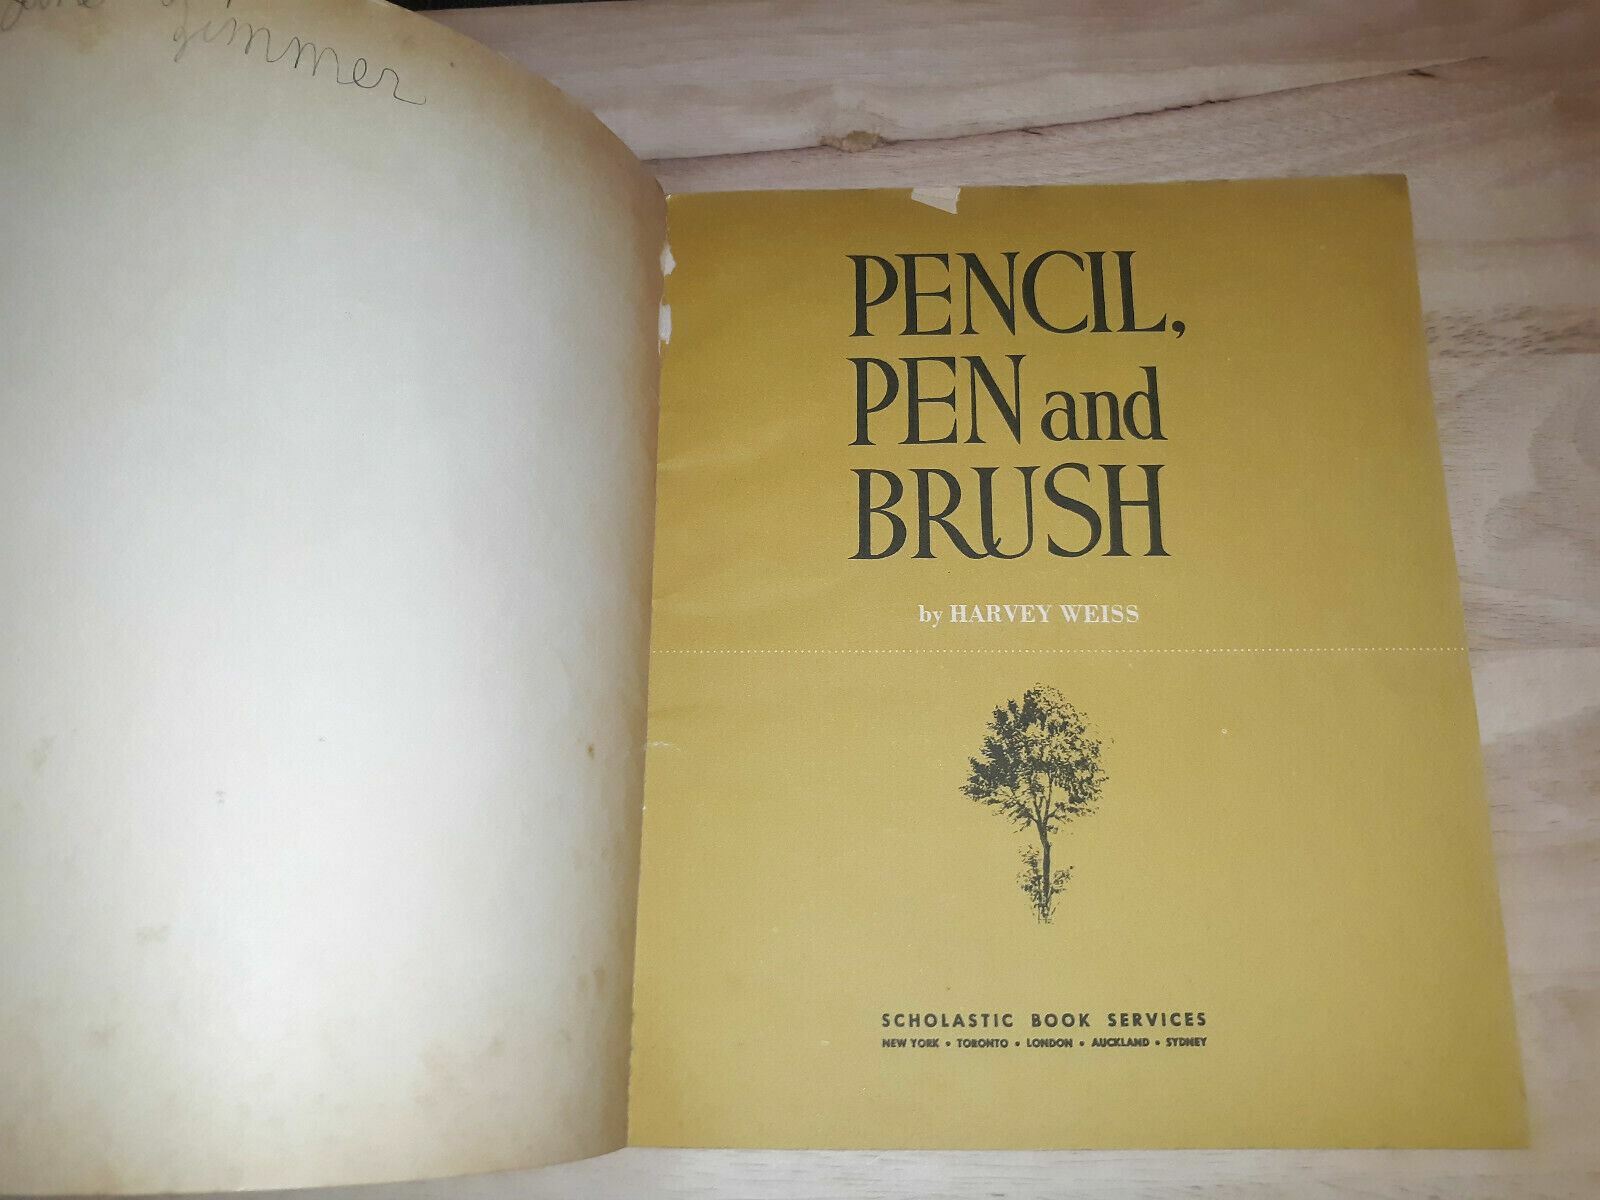 zimmer
PENCIL,
PEN and
BRUSH
by HARVEY WEISS
SCHOLASTIC BOOK SERVICES
NEW YORK • TORONTO • LONDON • AUCKLAND • SYDNEY